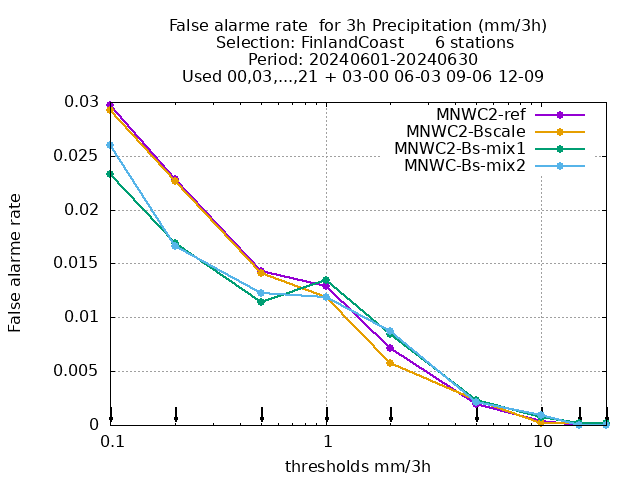 False alarme rate  for 3h Precipitation (mm/3h)
Selection: FinlandCoast      6 stations
Period: 20240601-20240630
Used 00,03,...,21 + 03-00 06-03 09-06 12-09
MNWC2-ref
MNWC2-Bscale
MNWC2-Bs-mix1
MNWC-Bs-mix2
False alarme rate
0.03
0.025
0.02
0.015
0.01
0.005
0
0.1
1
10
thresholds mm/3h